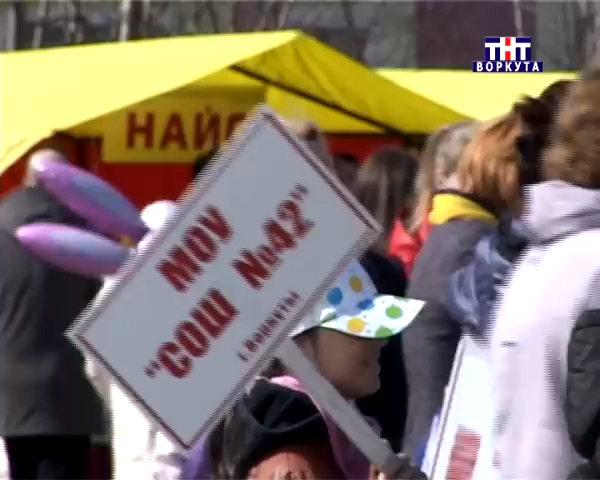 ТНТ
ВОРКУТА
НАЙ
МОУ
"СОШ №42"
г.ВОРКУТЫ